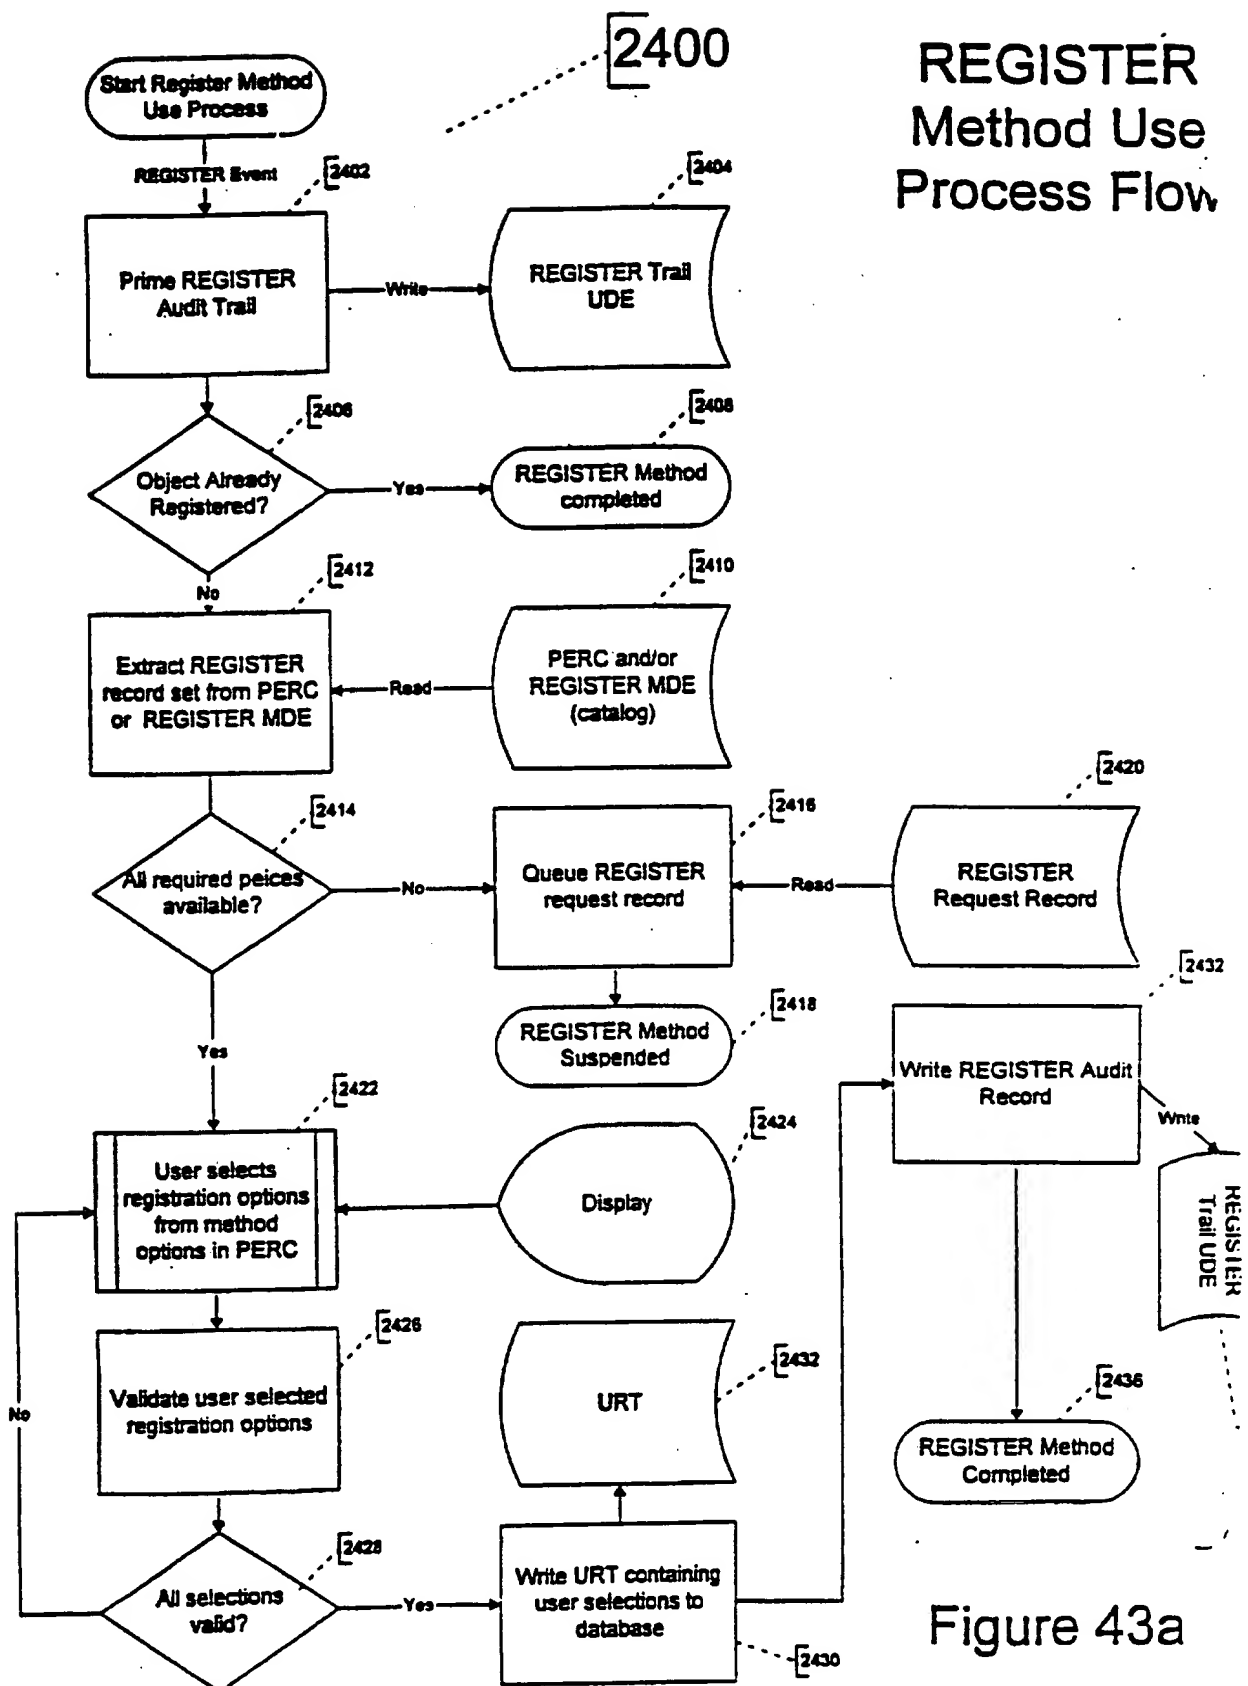 2400
REGISTER
Method Use
Process Flow
Start Register Method
Use Process
REGISTER Event
2402
2404
Prime REGISTER
Audit Trail
Write
REGISTER Trail
UDE
2406
2408
Object Already
Registered?
Yes
REGISTER Method
completed
No
2412
2410
Extract REGISTER
record set from PERC
or REGISTER MDE
Read
PERC and/or
REGISTER MDE
(catalog)
2414
2416
2420
All required peices
available?
No
Queue REGISTER
request record
Read
REGISTER
Request Record
2418
REGISTER Method
Suspended
2432
Write REGISTER Audit
Record
Write
REGISTER
Trail UDE
Yes
2422
2424
User selects
registration options
from method
options in PERC
Display
2426
2432
Validate user selected
registration options
URT
No
2436
REGISTER Method
Completed
2428
All selections
valid?
Yes
Write URT containing
user selections to
database
2430
Figure 43a